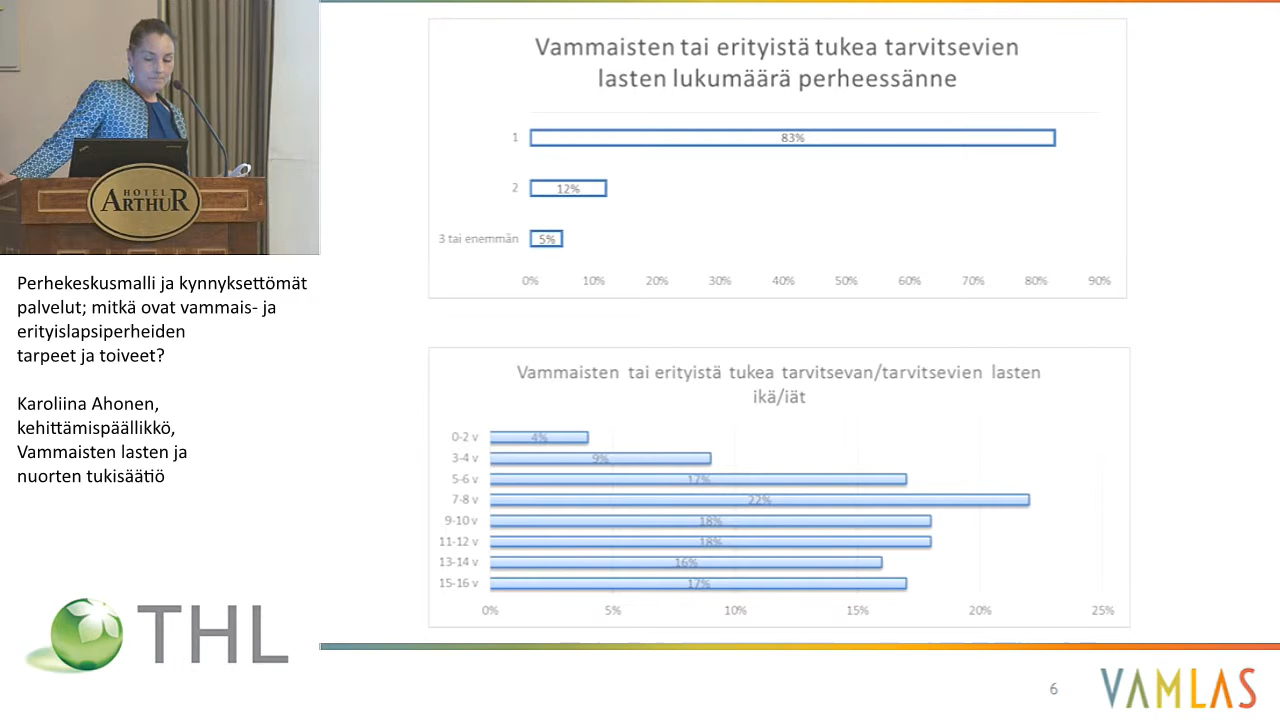 HOTEL
ARTHUR
Perhekeskusmalli ja kynnyksettömät
palvelut; mitkä ovat vammais- ja
erityislapsiperheiden
tarpeet ja toiveet?
Karoliina Ahonen,
kehittämispäällikkö,
Vammaisten lasten ja
nuorten tukisäätiö
THL
Vammaisten tai erityistä tukea tarvitsevien
lasten lukumäärä perheessänne
1 83%
2 12%
3 tai enemmän 5%
0% 10% 20% 30% 40% 50% 60% 70% 80% 90%
Vammaisten tai erityistä tukea tarvitsevan/tarvitsevien lasten
ikä/iät
0-2 v 4%
3-4 v 9%
5-6 v 17%
7-8 v 22%
9-10 v 18%
11-12 v 18%
13-14 v 16%
15-16 v 17%
0% 5% 10% 15% 20% 25%
6
VAMLAS